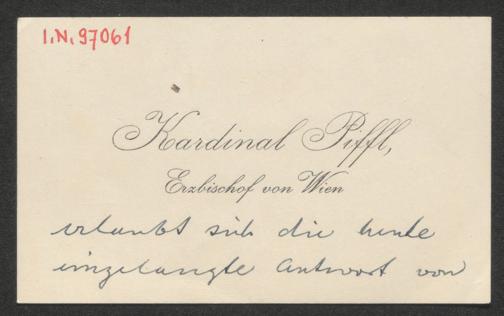 I.N. 97061
Kardinal Piffl,
Erzbischof von Wien
erlaubt sich die heute
eingelangte Antwort von